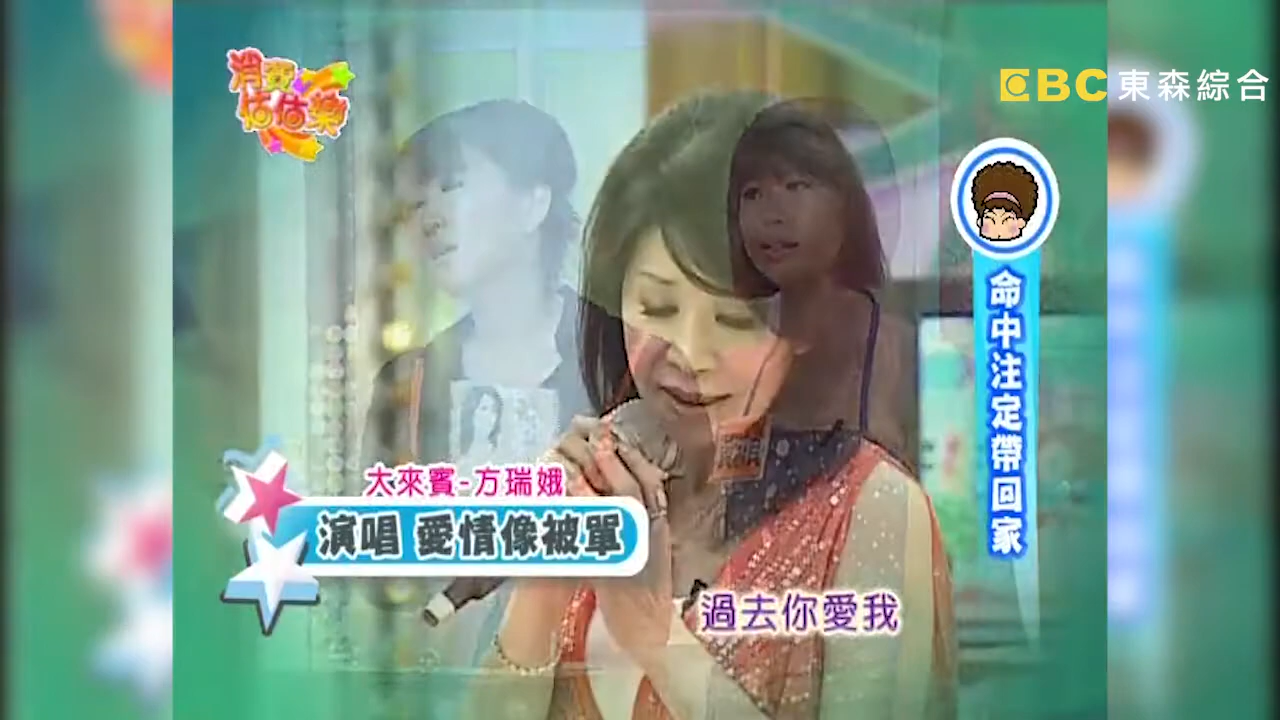 消費
估估樂
EBC 東森綜合
命中注定帶回家
大來賓-方瑞娥
演唱 愛情像被單
過去你愛我